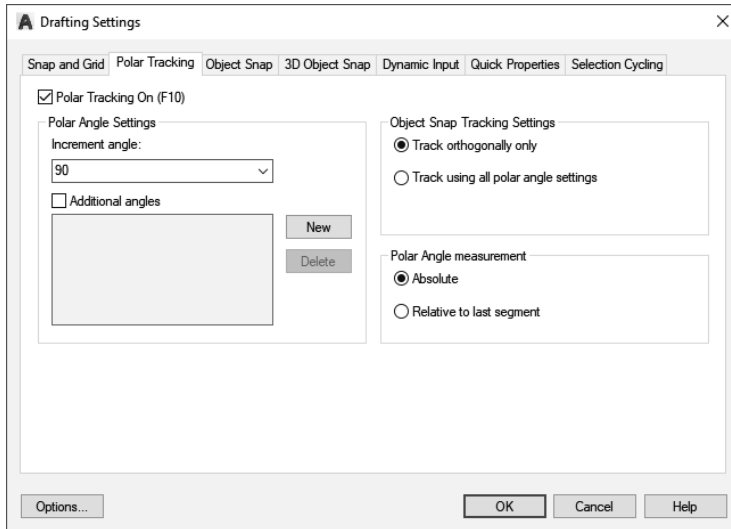 Drafting Settings
Snap and Grid Polar Tracking Object Snap 3D Object Snap Dynamic Input Quick Properties Selection Cycling
Polar Tracking On (F10)
Polar Angle Settings
Increment angle:
90
Additional angles
New
Delete
Object Snap Tracking Settings
Track orthogonally only
Track using all polar angle settings
Polar Angle measurement
Absolute
Relative to last segment
Options... OK Cancel Help